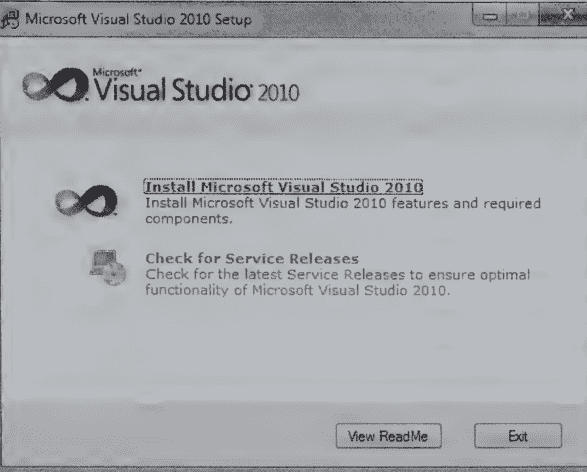 Microsoft Visual Studio 2010 Setup
Microsoft®
Visual Studio® 2010
Install Microsoft Visual Studio 2010
Install Microsoft Visual Studio 2010 features and required
components.
Check for Service Releases
Check for the latest Service Releases to ensure optimal
functionality of Microsoft Visual Studio 2010.
View ReadMe
Exit